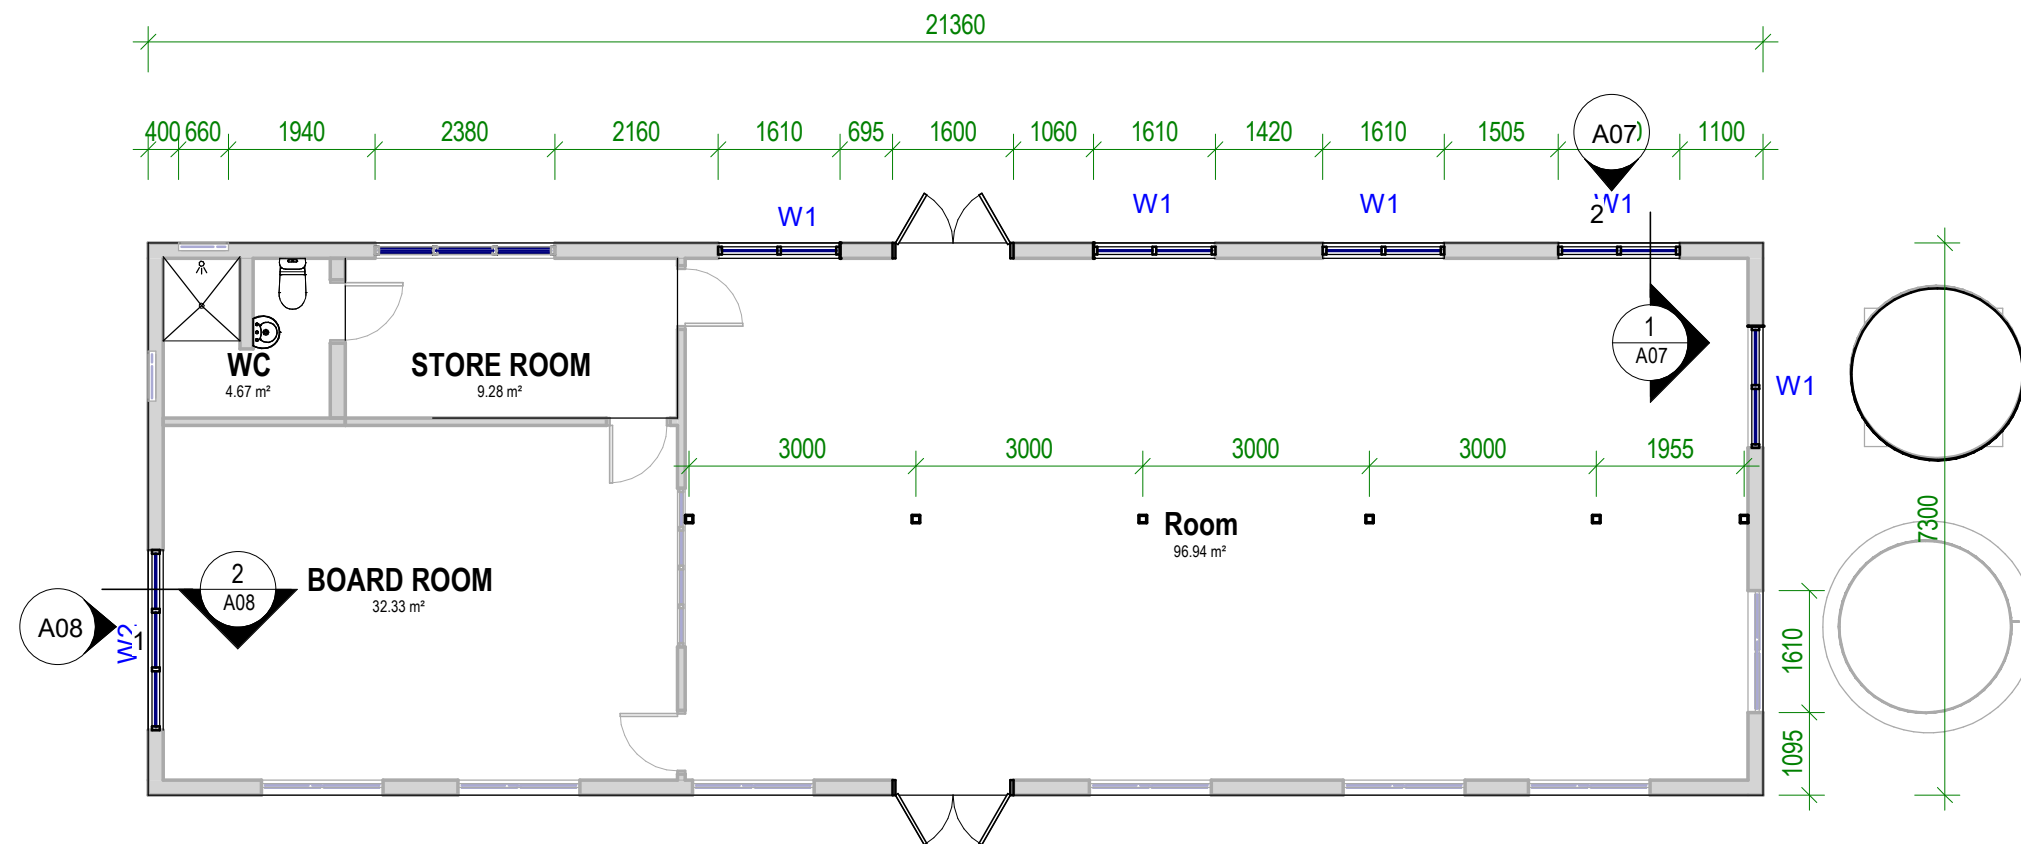 21360
400 660 1940 2380 2160 1610 695 1600 1060 1610 1420 1610 1505 1100
A07
W1 W1 W1 W1
2
1
A07
WC
4.67 m²
STORE ROOM
9.28 m²
W1
3000 3000 3000 3000 1955
Room
96.94 m²
7300
2
A08
BOARD ROOM
32.33 m²
A08
1
W2
1610
1095